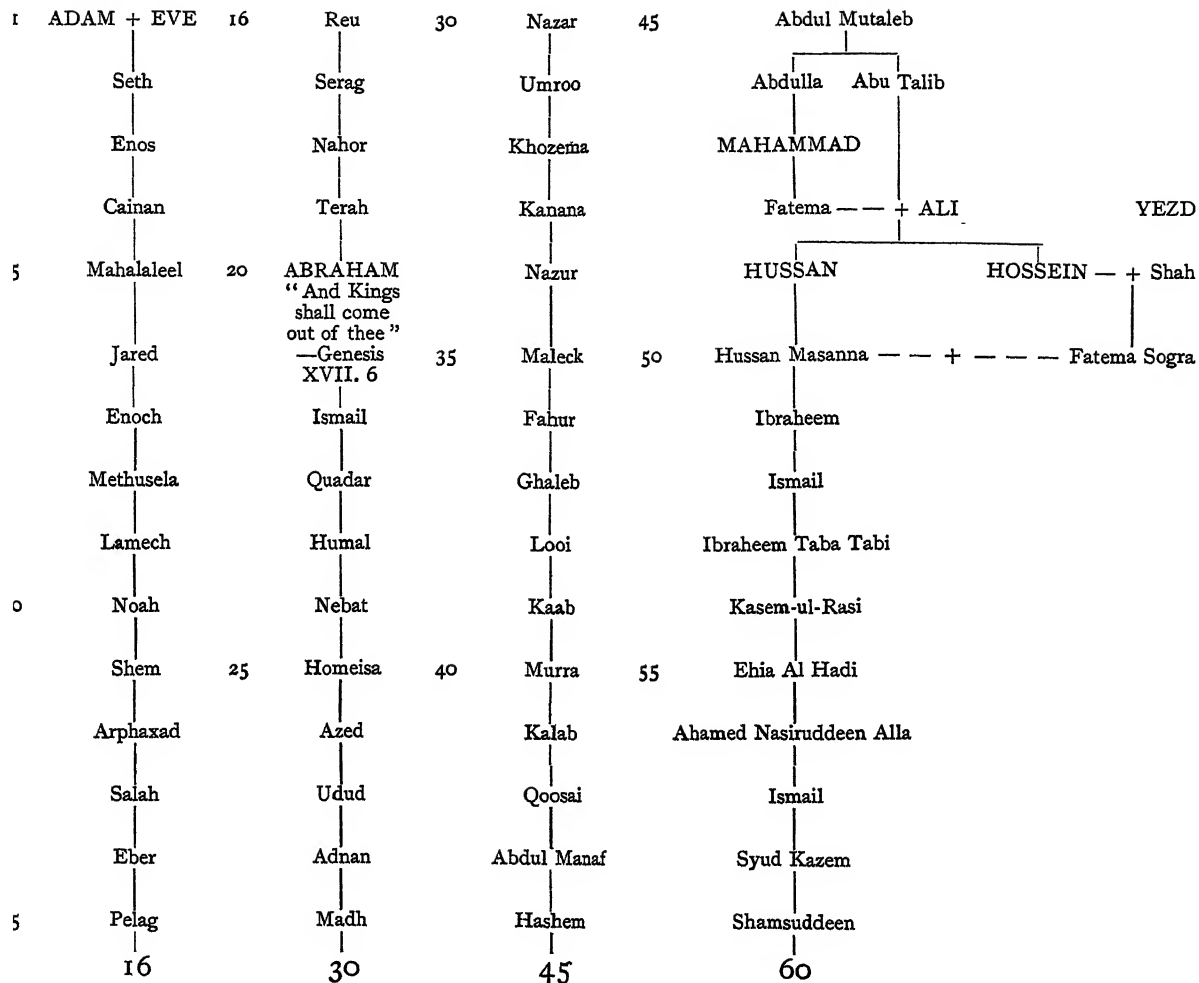 1 ADAM + EVE
Seth
Enos
Cainan
5 Mahalaleel
Jared
Enoch
Methusela
Lamech
0 Noah
Shem
Arphaxad
Salah
Eber
5 Pelag
16
16 Reu
Serag
Nahor
Terah
20 ABRAHAM
“And Kings
shall come
out of thee”
—Genesis
XVII. 6
Ismail
Quadar
Humal
Nebat
25 Homeisa
Azed
Udud
Adnan
Madh
30
30 Nazar
Umroo
Khozema
Kanana
Nazur
35 Maleck
Fahur
Ghaleb
Looi
Kaab
40 Murra
Kalab
Qoosai
Abdul Manaf
Hashem
45
45 Abdul Mutaleb
Abdulla Abu Talib
MAHAMMAD
Fatema — — + ALI YEZD
HUSSAN HOSSEIN — + Shah
50 Hussan Masanna — — + — — — Fatema Sogra
Ibraheem
Ismail
Ibraheem Taba Tabi
Kasem-ul-Rasi
55 Ehia Al Hadi
Ahamed Nasiruddeen Alla
Ismail
Syud Kazem
Shamsuddeen
60